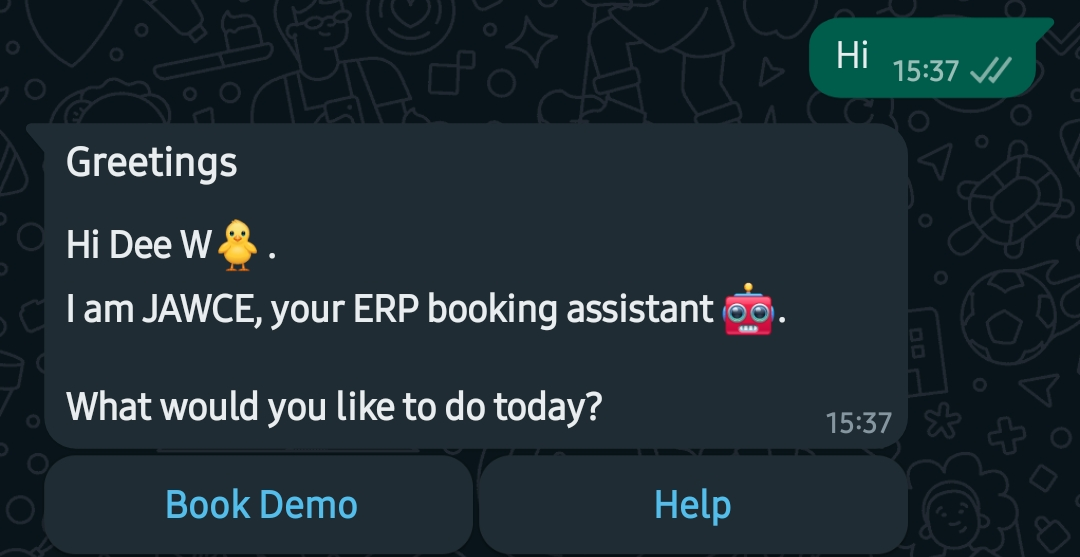 Hi 15:37
Greetings
Hi Dee W🐥 .
I am JAWCE, your ERP booking assistant 🤖.
What would you like to do today?
15:37
Book Demo
Help